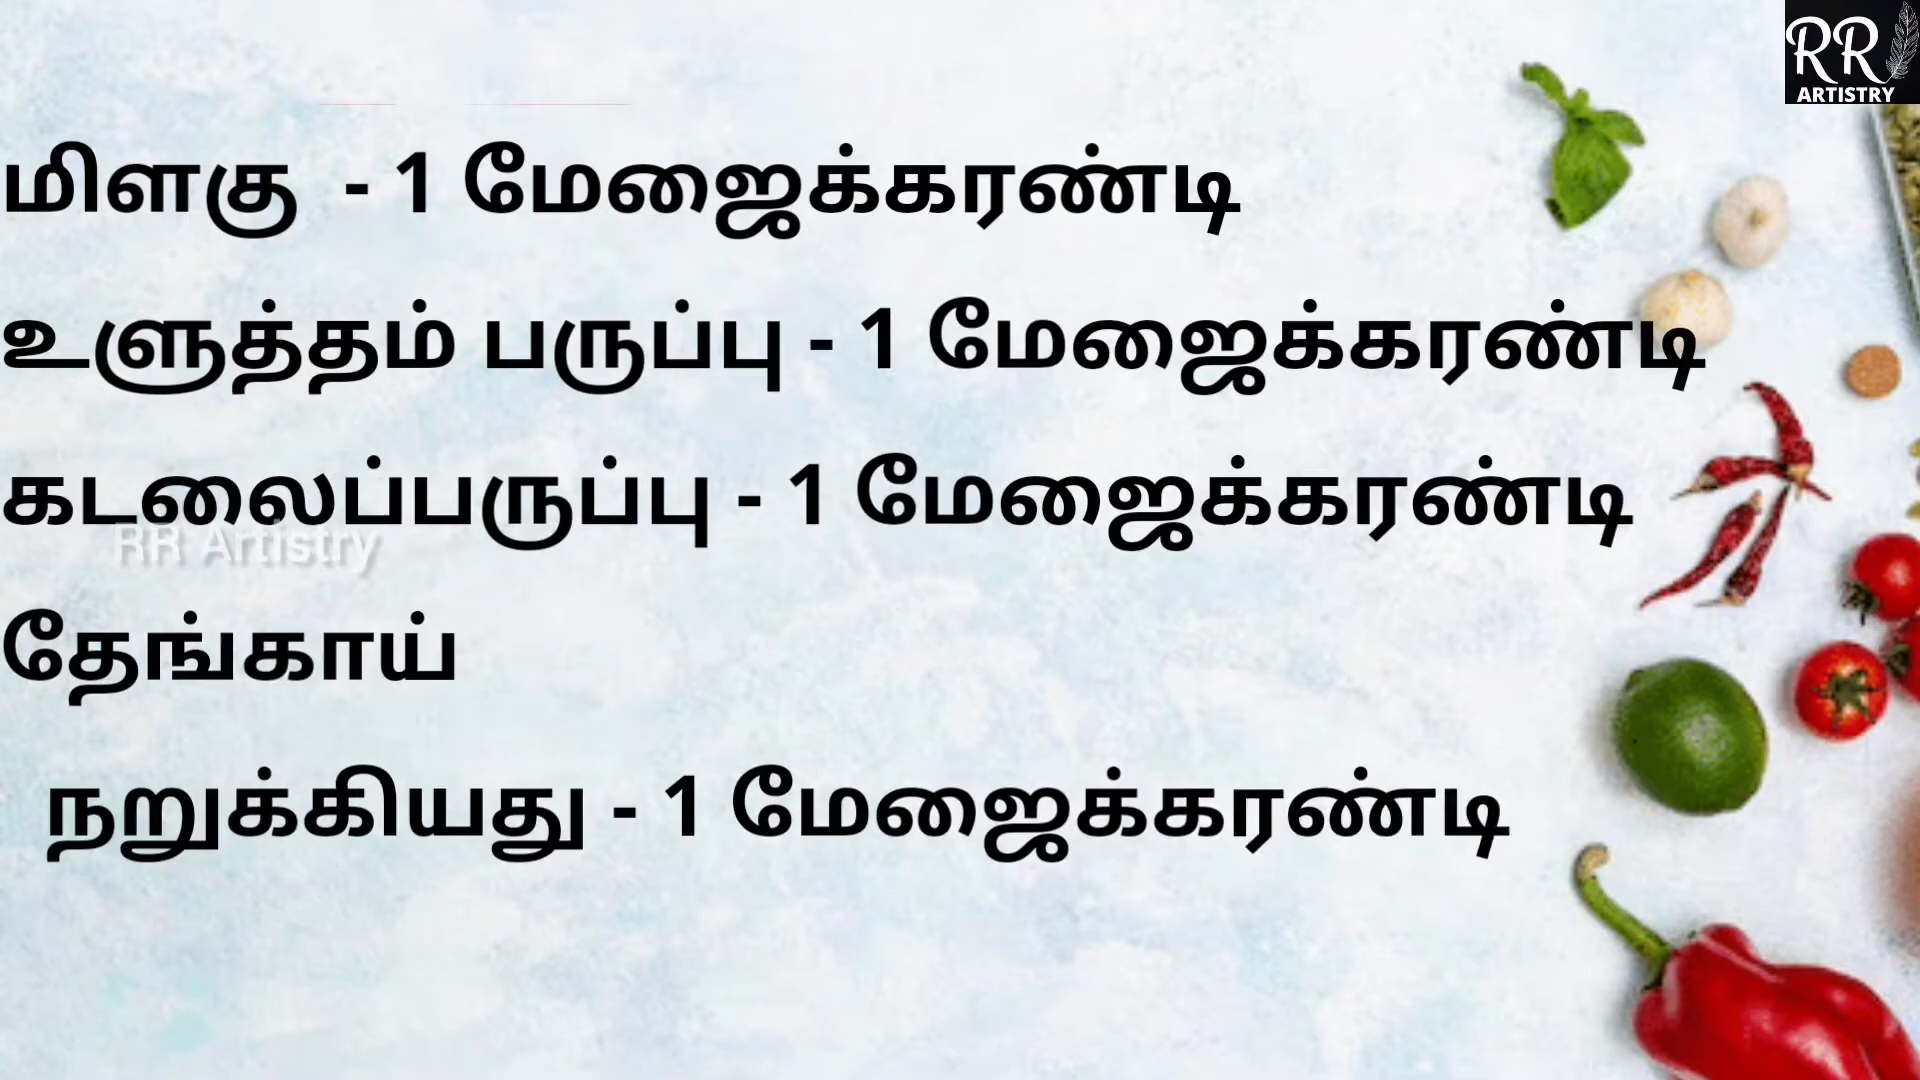 RR
ARTISTRY
மிளகு - 1 மேஜைக்கரண்டி
உளுத்தம் பருப்பு - 1 மேஜைக்கரண்டி
கடலைப்பருப்பு - 1 மேஜைக்கரண்டி
RR Artistry
தேங்காய்
நறுக்கியது - 1 மேஜைக்கரண்டி